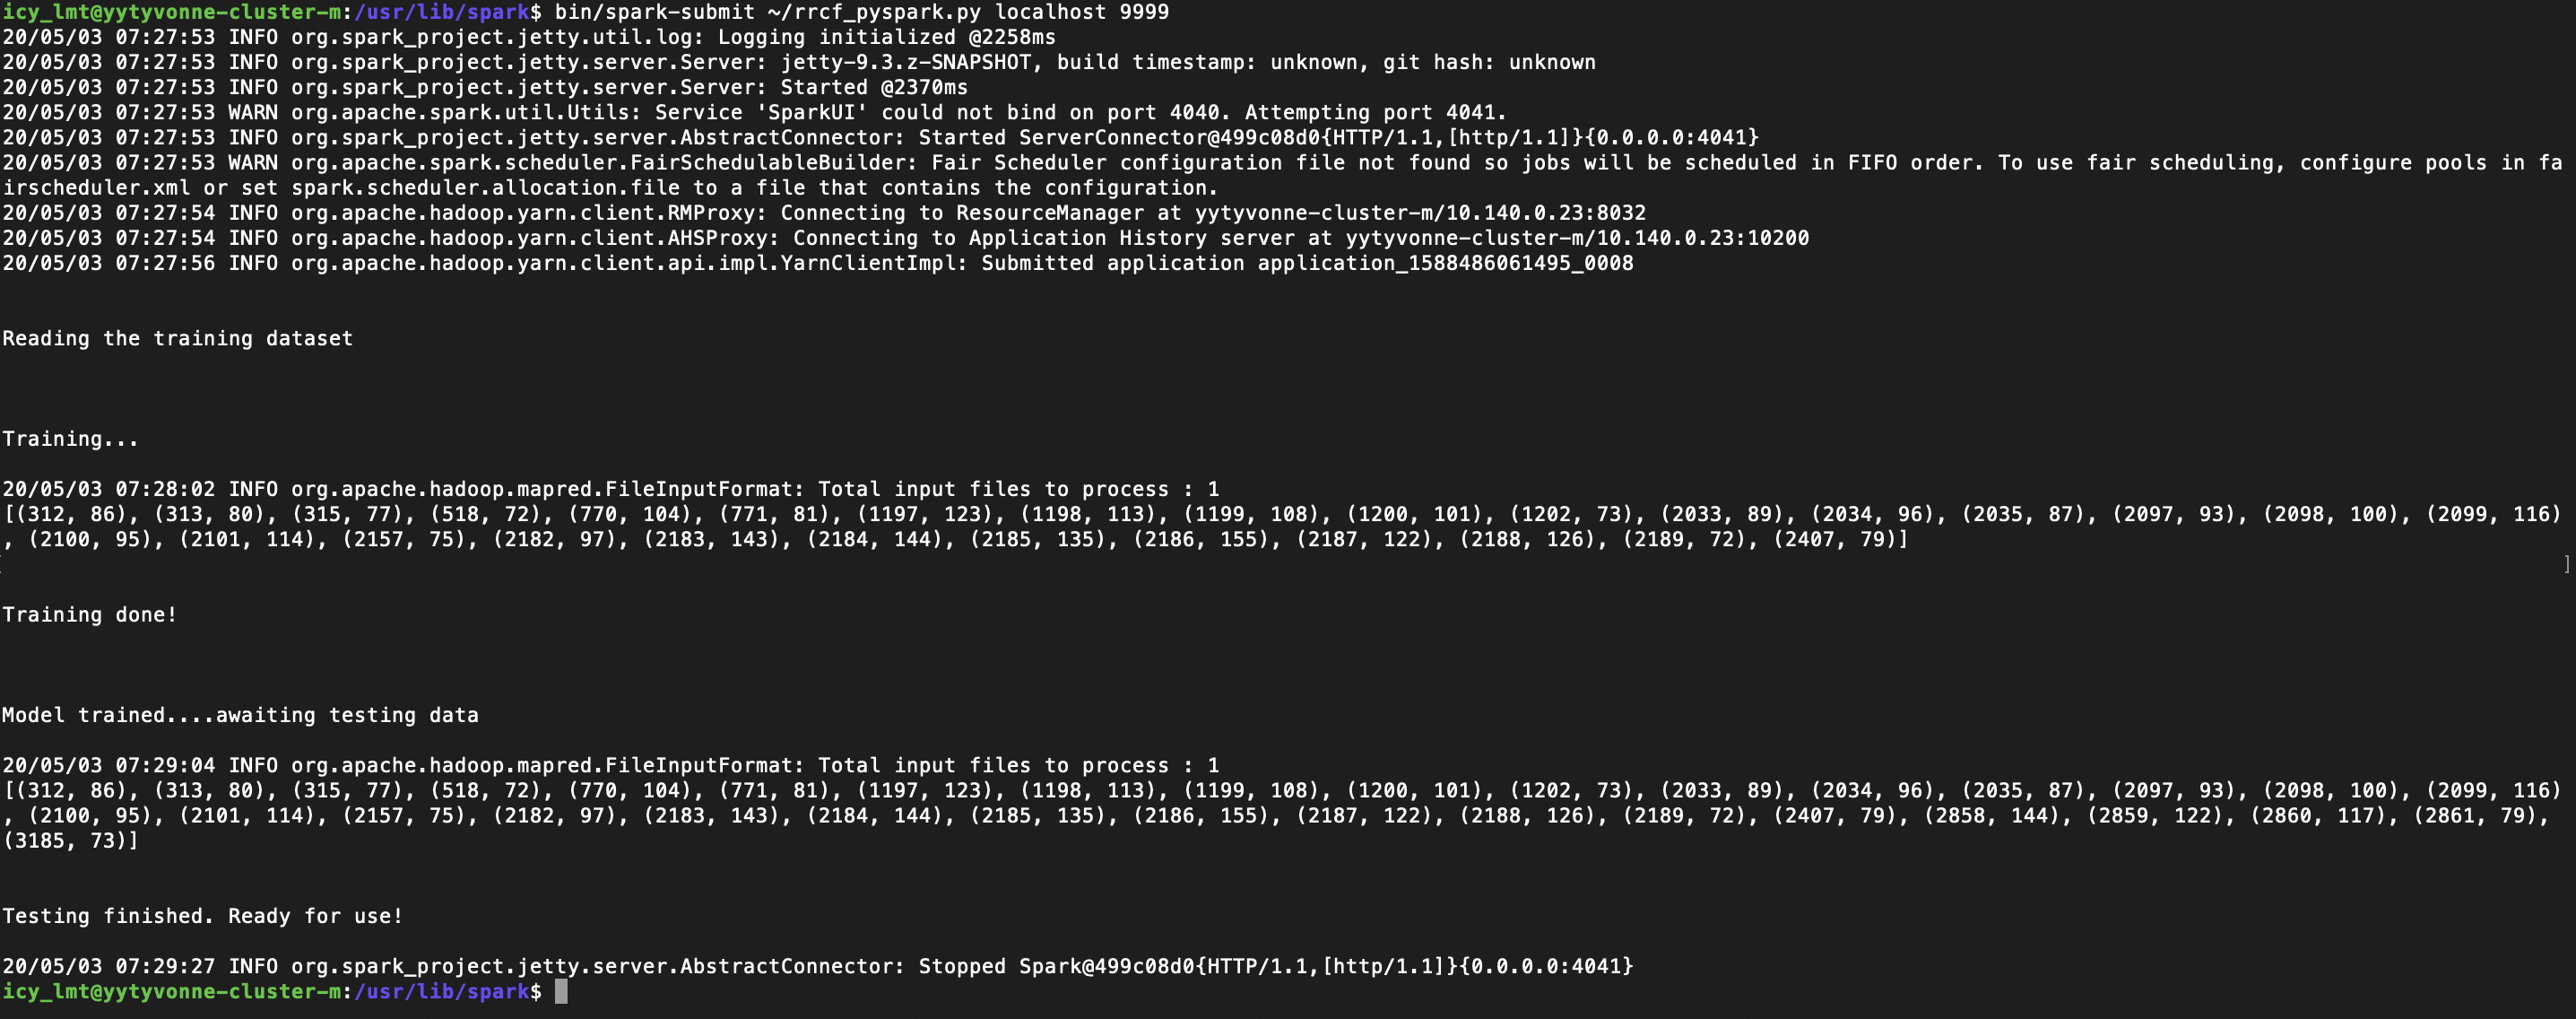 icy_lmt@yytyvonne-cluster-m:/usr/lib/spark$ bin/spark-submit ~/rrcf_pyspark.py localhost 9999
20/05/03 07:27:53 INFO org.spark_project.jetty.util.log: Logging initialized @2258ms
20/05/03 07:27:53 INFO org.spark_project.jetty.server.Server: jetty-9.3.z-SNAPSHOT, build timestamp: unknown, git hash: unknown
20/05/03 07:27:53 INFO org.spark_project.jetty.server.Server: Started @2370ms
20/05/03 07:27:53 WARN org.apache.spark.util.Utils: Service 'SparkUI' could not bind on port 4040. Attempting port 4041.
20/05/03 07:27:53 INFO org.spark_project.jetty.server.AbstractConnector: Started ServerConnector@499c08d0{HTTP/1.1,[http/1.1]}{0.0.0.0:4041}
20/05/03 07:27:53 WARN org.apache.spark.scheduler.FairSchedulableBuilder: Fair Scheduler configuration file not found so jobs will be scheduled in FIFO order. To use fair scheduling, configure pools in fa
irscheduler.xml or set spark.scheduler.allocation.file to a file that contains the configuration.
20/05/03 07:27:54 INFO org.apache.hadoop.yarn.client.RMProxy: Connecting to ResourceManager at yytyvonne-cluster-m/10.140.0.23:8032
20/05/03 07:27:54 INFO org.apache.hadoop.yarn.client.AHSProxy: Connecting to Application History server at yytyvonne-cluster-m/10.140.0.23:10200
20/05/03 07:27:56 INFO org.apache.hadoop.yarn.client.api.impl.YarnClientImpl: Submitted application application_1588486061495_0008
Reading the training dataset
Training...
20/05/03 07:28:02 INFO org.apache.hadoop.mapred.FileInputFormat: Total input files to process : 1
[(312, 86), (313, 80), (315, 77), (518, 72), (770, 104), (771, 81), (1197, 123), (1198, 113), (1199, 108), (1200, 101), (1202, 73), (2033, 89), (2034, 96), (2035, 87), (2097, 93), (2098, 100), (2099, 116)
, (2100, 95), (2101, 114), (2157, 75), (2182, 97), (2183, 143), (2184, 144), (2185, 135), (2186, 155), (2187, 122), (2188, 126), (2189, 72), (2407, 79)]
[ ]
Training done!
Model trained....awaiting testing data
20/05/03 07:29:04 INFO org.apache.hadoop.mapred.FileInputFormat: Total input files to process : 1
[(312, 86), (313, 80), (315, 77), (518, 72), (770, 104), (771, 81), (1197, 123), (1198, 113), (1199, 108), (1200, 101), (1202, 73), (2033, 89), (2034, 96), (2035, 87), (2097, 93), (2098, 100), (2099, 116)
, (2100, 95), (2101, 114), (2157, 75), (2182, 97), (2183, 143), (2184, 144), (2185, 135), (2186, 155), (2187, 122), (2188, 126), (2189, 72), (2407, 79), (2858, 144), (2859, 122), (2860, 117), (2861, 79),
(3185, 73)]
Testing finished. Ready for use!
20/05/03 07:29:27 INFO org.spark_project.jetty.server.AbstractConnector: Stopped Spark@499c08d0{HTTP/1.1,[http/1.1]}{0.0.0.0:4041}
icy_lmt@yytyvonne-cluster-m:/usr/lib/spark$